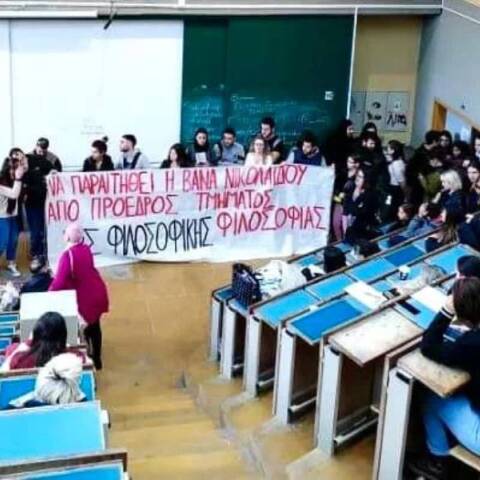 ΝΑ ΠΑΡΑΙΤΗΘΕΙ Η ΒΑΝΑ ΝΙΚΟΛΑΪΔΟΥ
ΑΠΟ ΠΡΟΕΔΡΟΣ ΤΜΗΜΑΤΟΣ
ΦΙΛΟΣΟΦΙΚΗΣ ΦΙΛΟΣΟΦΙΑΣ